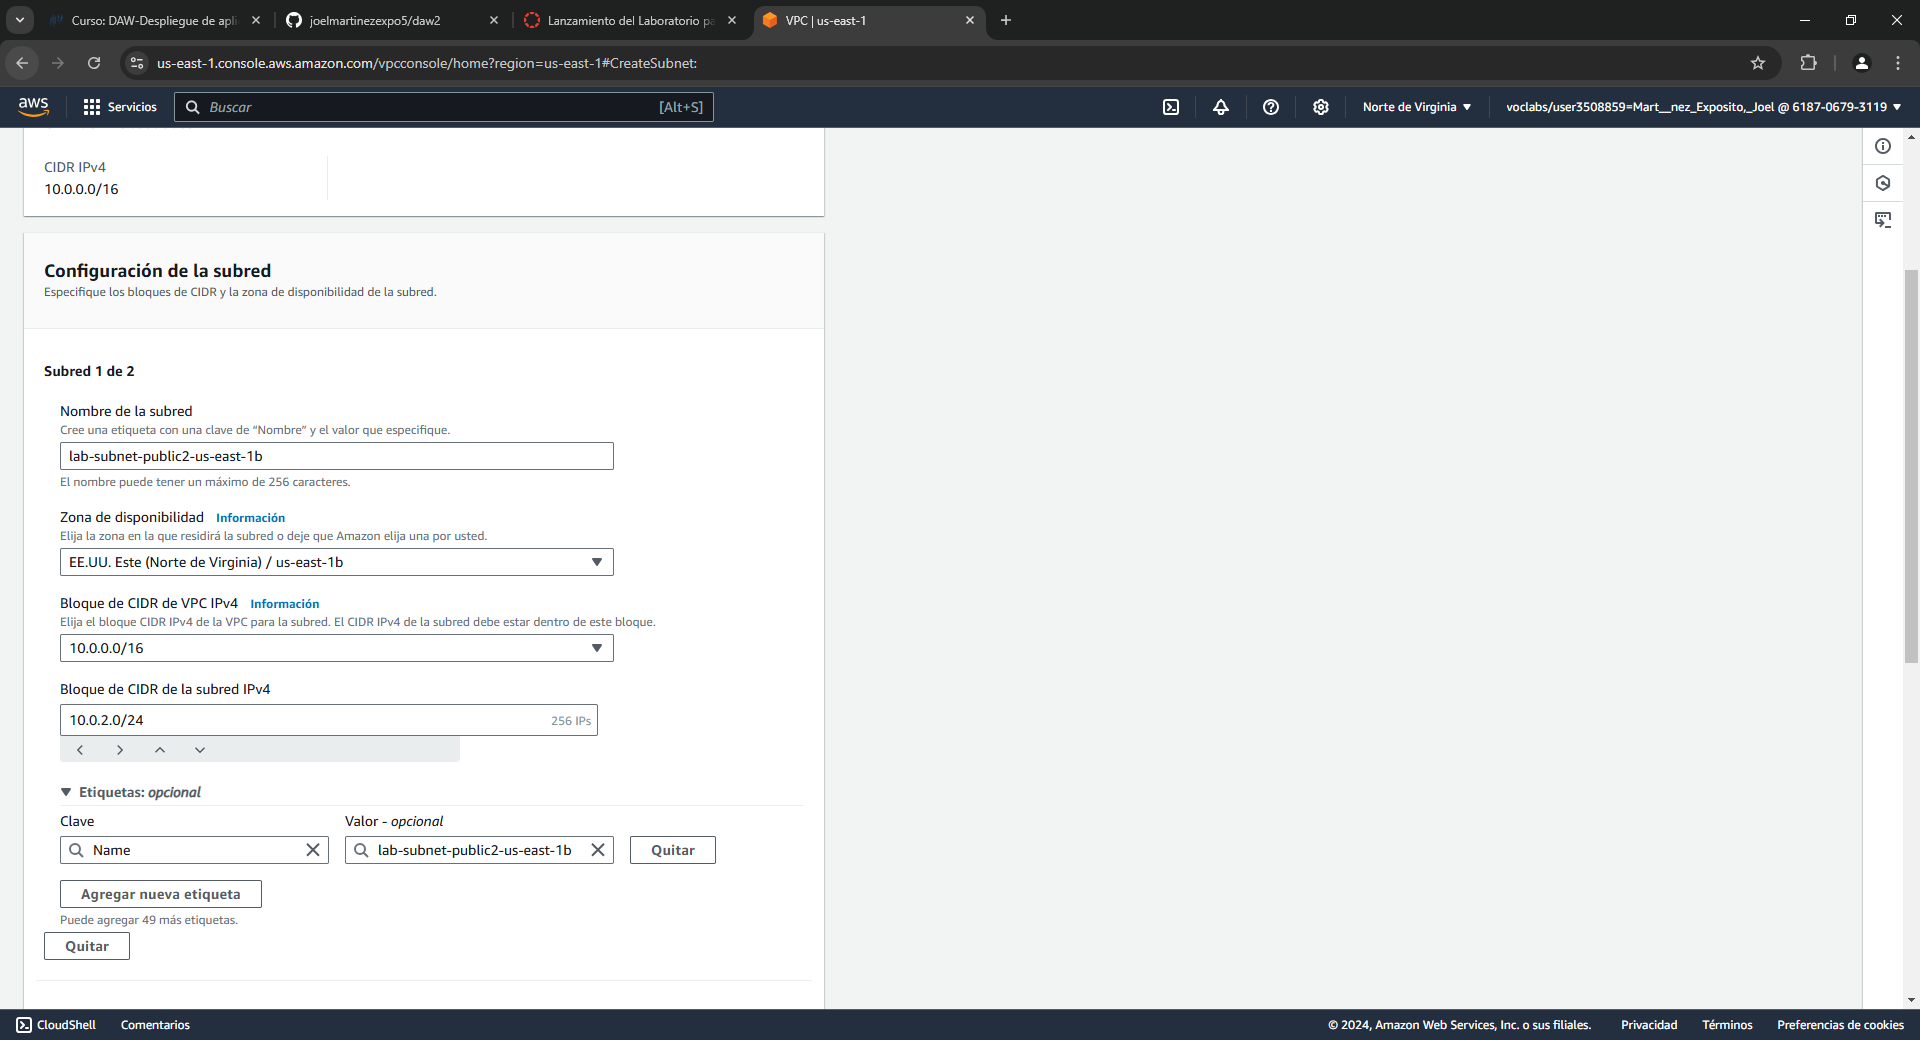 Curso: DAW-Despliegue de apli
joelmartinezexpo5/daw2
Lanzamiento del Laboratorio pa
VPC | us-east-1
us-east-1.console.aws.amazon.com/vpcconsole/home?region=us-east-1#CreateSubnet:
aws
Servicios
Buscar
[Alt+S]
Norte de Virginia
voclabs/user3508859=Mart__nez_Exposito,_Joel @ 6187-0679-3119
CIDR IPv4
10.0.0.0/16
Configuración de la subred
Especifique los bloques de CIDR y la zona de disponibilidad de la subred.
Subred 1 de 2
Nombre de la subred
Cree una etiqueta con una clave de "Nombre" y el valor que especifique.
lab-subnet-public2-us-east-1b
El nombre puede tener un máximo de 256 caracteres.
Zona de disponibilidad Información
Elija la zona en la que residirá la subred o deje que Amazon elija una por usted.
EE.UU. Este (Norte de Virginia) / us-east-1b
Bloque de CIDR de VPC IPv4 Información
Elija el bloque CIDR IPv4 de la VPC para la subred. El CIDR IPv4 de la subred debe estar dentro de este bloque.
10.0.0.0/16
Bloque de CIDR de la subred IPv4
10.0.2.0/24 256 IPs
Etiquetas: opcional
Clave Valor - opcional
Name lab-subnet-public2-us-east-1b Quitar
Agregar nueva etiqueta
Puede agregar 49 más etiquetas.
Quitar
CloudShell Comentarios © 2024, Amazon Web Services, Inc. o sus filiales. Privacidad Términos Preferencias de cookies